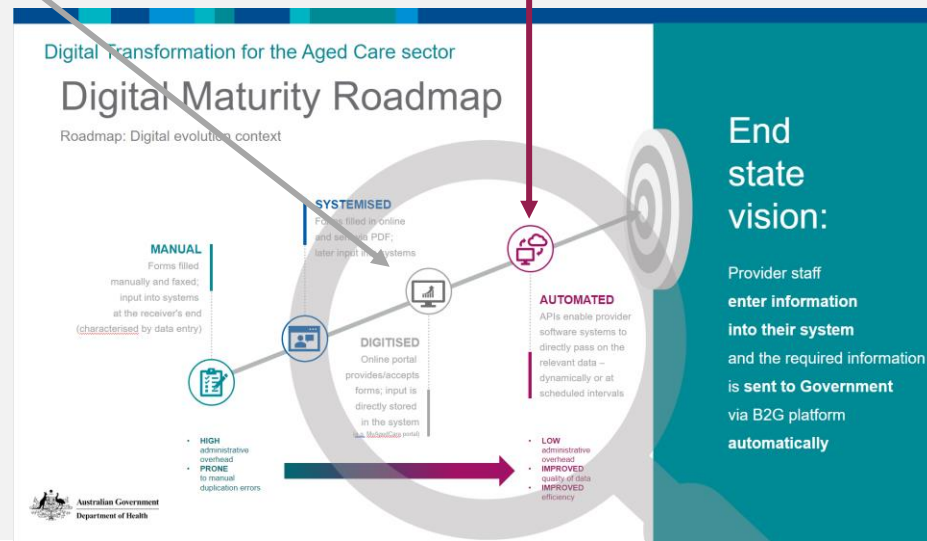 Digital Transformation for the Aged Care sector
Digital Maturity Roadmap
Roadmap: Digital evolution context
MANUAL
Forms filled
manually and faxed;
input into systems
at the receiver's end
(characterised by data entry)
SYSTEMISED
Forms filled in online
and sent via PDF;
later input into systems
DIGITISED
Online portal
provides/accepts
forms; input is
directly stored
in the system
(e.g. MyAgedCare portal)
AUTOMATED
APIs enable provider
software systems to
directly pass on the
relevant data –
dynamically or at
scheduled intervals
• HIGH
administrative
overhead
• PRONE
to manual
duplication errors
• LOW
administrative
overhead
• IMPROVED
quality of data
• IMPROVED
efficiency
Australian Government
Department of Health
End
state
vision:
Provider staff
enter information
into their system
and the required information
is sent to Government
via B2G platform
automatically